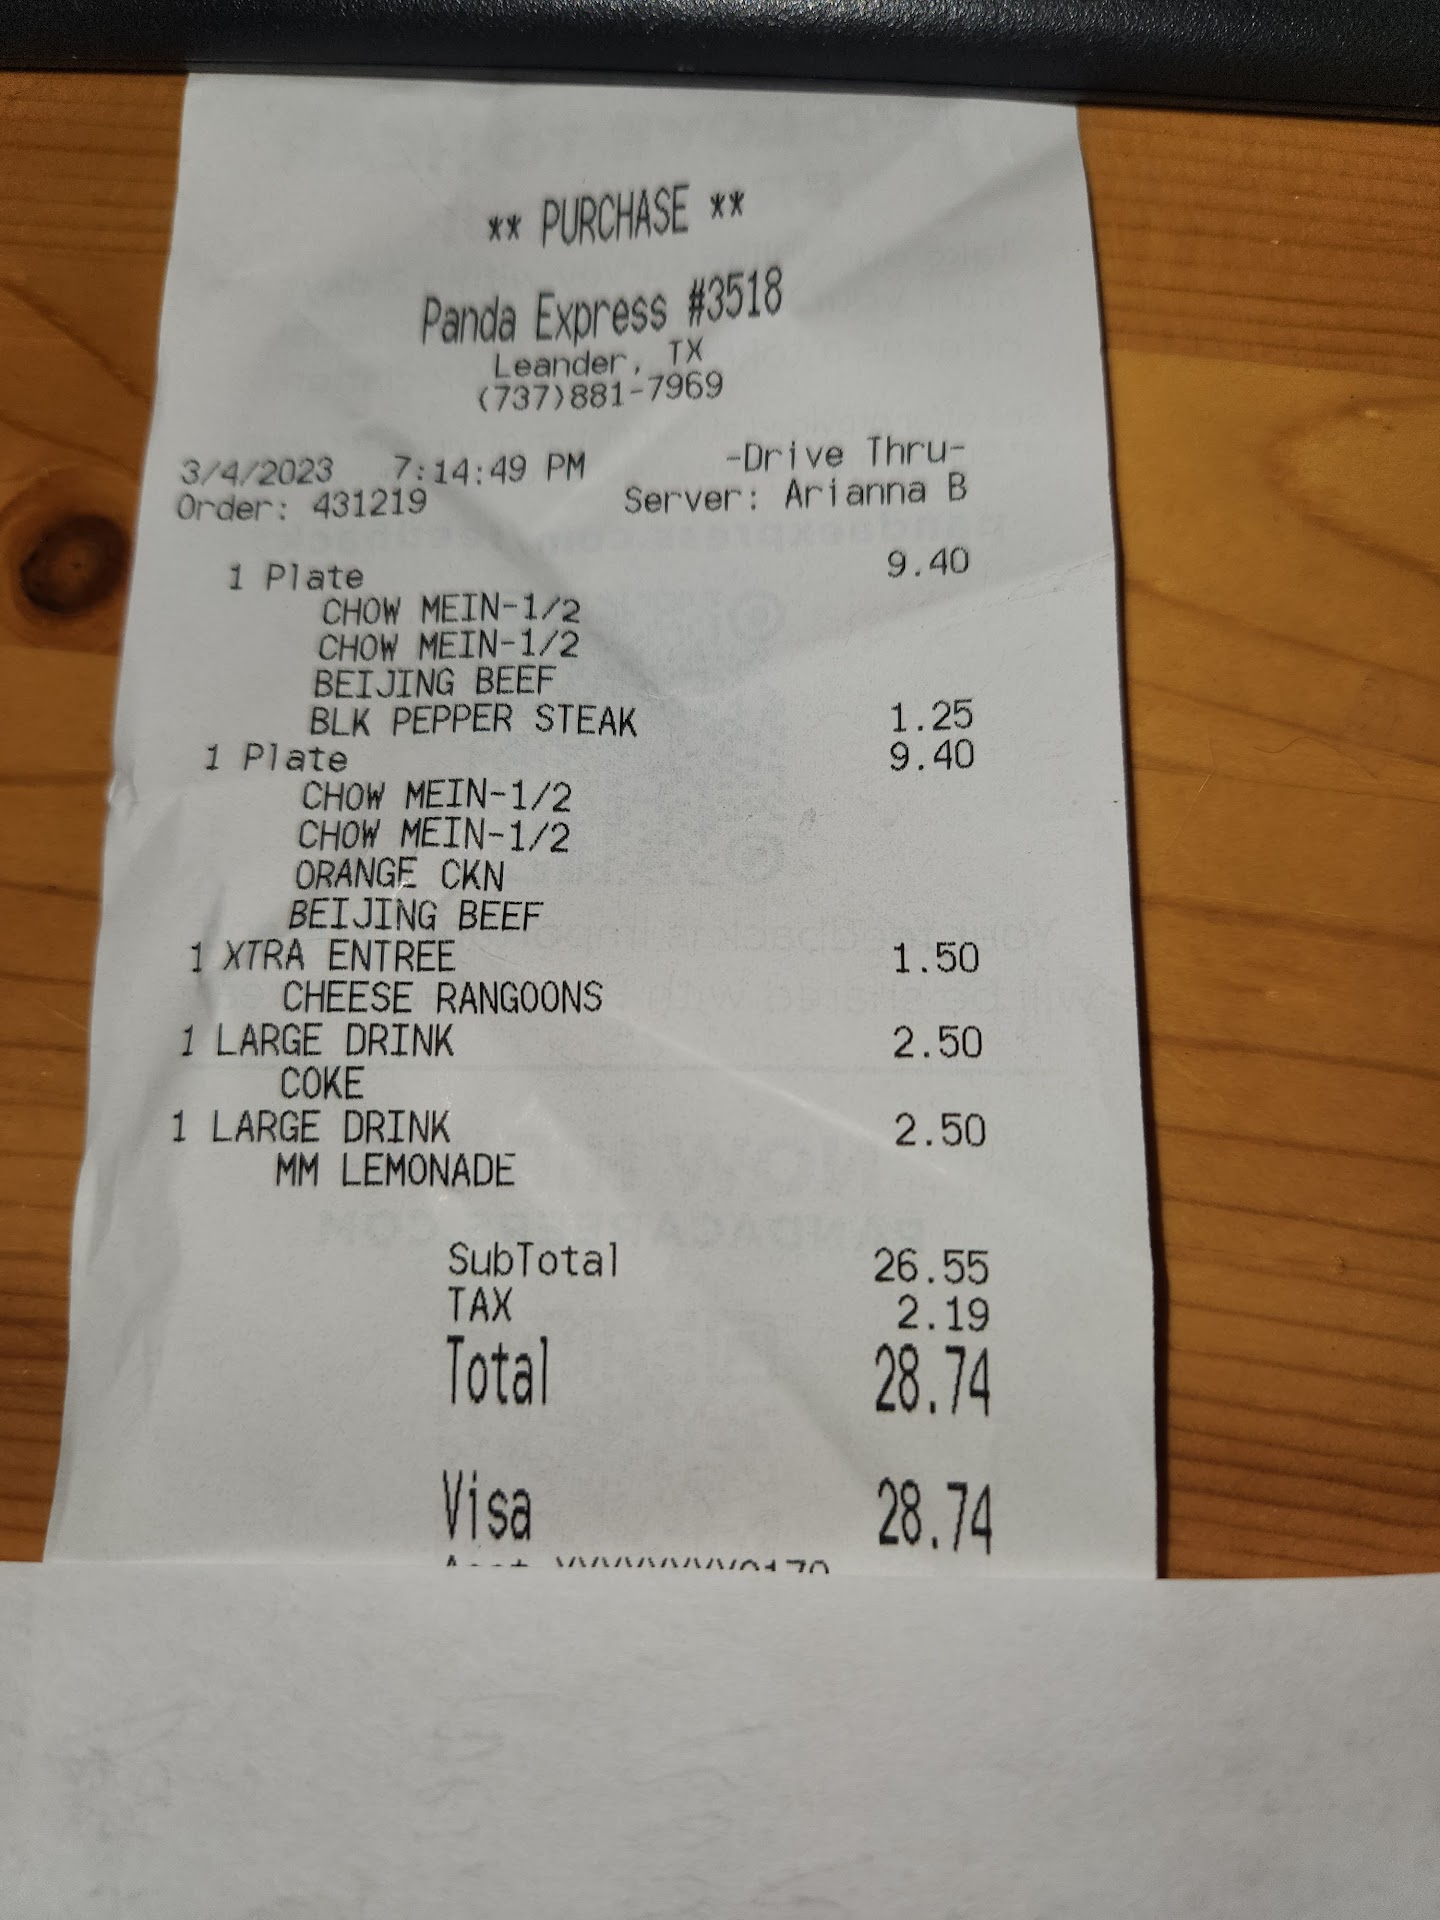 ** PURCHASE **
Panda Express #3518
Leander, TX
(737)881-7969
3/4/2023 7:14:49 PM -Drive Thru-
Order: 431219 Server: Arianna B
1 Plate 9.40
CHOW MEIN-1/2
CHOW MEIN-1/2
BEIJING BEEF
BLK PEPPER STEAK 1.25
1 Plate 9.40
CHOW MEIN-1/2
CHOW MEIN-1/2
ORANGE CKN
BEIJING BEEF
1 XTRA ENTREE 1.50
CHEESE RANGOONS
1 LARGE DRINK 2.50
COKE
1 LARGE DRINK 2.50
MM LEMONADE
SubTotal 26.55
TAX 2.19
Total 28.74
Visa 28.74